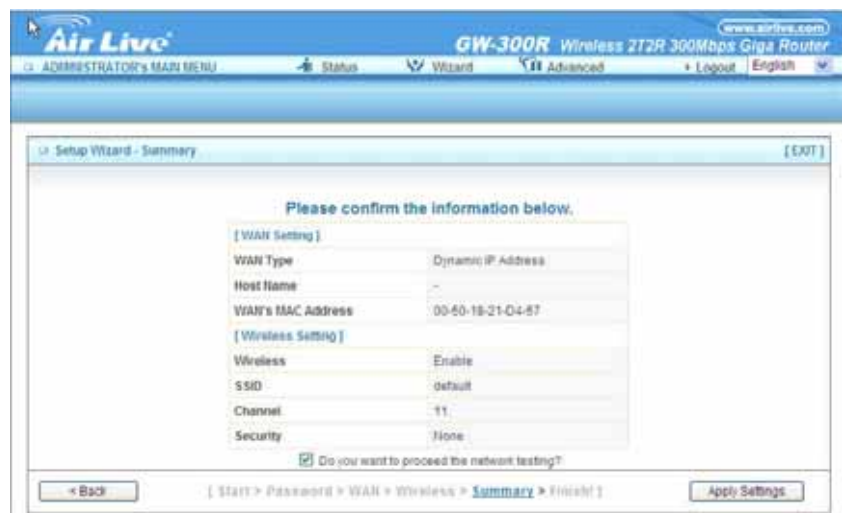 Air Live
www.airlive.com
GW-300R Wireless 2T2R 300Mbps Giga Router
ADMINISTRATOR's MAIN MENU Status Wizard Advanced Logout English
Setup Wizard - Summary [ EXIT ]
Please confirm the information below.
[ WAN Setting ]
WAN Type Dynamic IP Address
Host Name -
WAN's MAC Address 00-50-18-21-D4-67
[ Wireless Setting ]
Wireless Enable
SSID default
Channel 11
Security None
Do you want to proceed the network testing?
< Back [ Start > Password > WAN > Wireless > Summary > Finish! ] Apply Settings